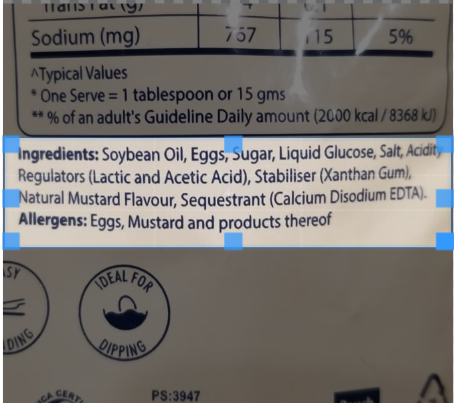 Trans Fat (g)
Sodium (mg) 767 115 5%
^Typical Values
* One Serve = 1 tablespoon or 15 gms
** % of an adult's Guideline Daily amount (2000 kcal / 8368 kJ)
Ingredients: Soybean Oil, Eggs, Sugar, Liquid Glucose, Salt, Acidity
Regulators (Lactic and Acetic Acid), Stabiliser (Xanthan Gum),
Natural Mustard Flavour, Sequestrant (Calcium Disodium EDTA).
Allergens: Eggs, Mustard and products thereof
IDEAL FOR
DIPPING
PS:3947